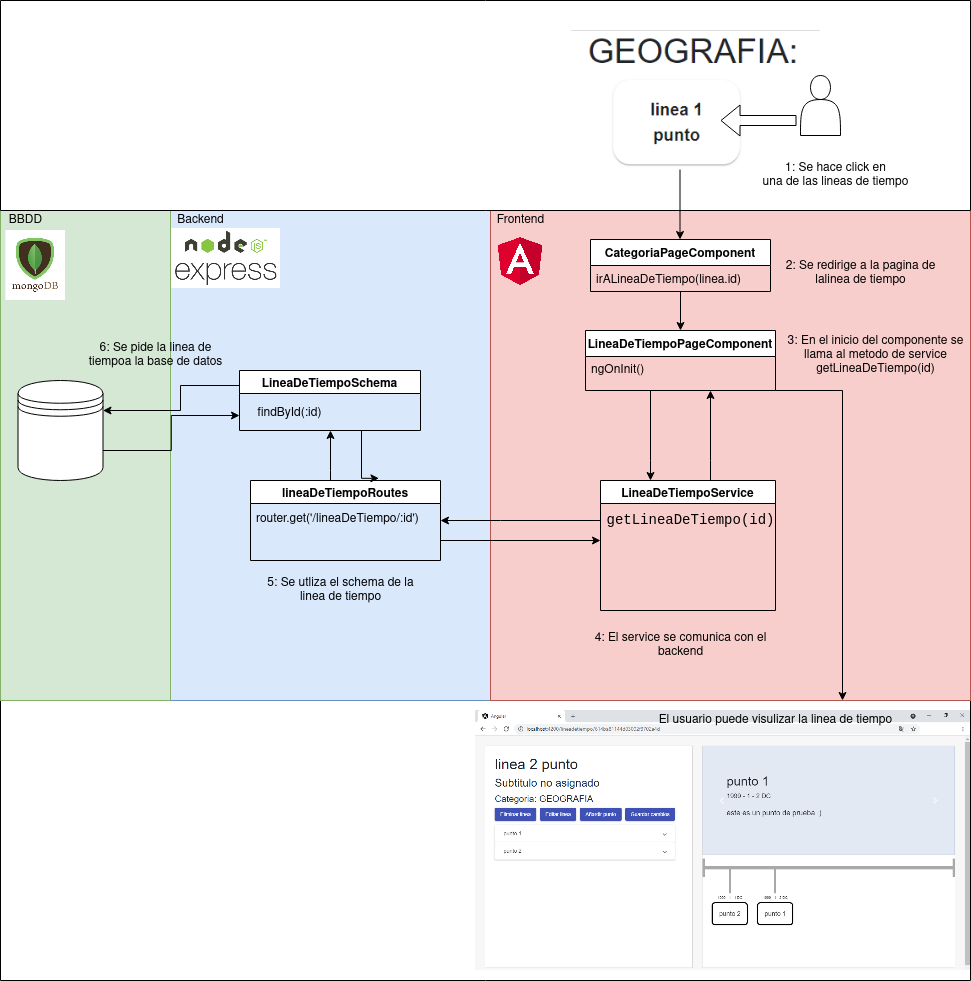 GEOGRAFIA:
linea 1
punto
1: Se hace click en
una de las lineas de tiempo
BBDD
mongoDB
Backend
node
JS
express
Frontend
A
CategoriaPageComponent
irALineaDeTiempo(linea.id)
2: Se redirige a la pagina de
lalinea de tiempo
LineaDeTiempoPageComponent
ngOnInit()
3: En el inicio del componente se
llama al metodo de service
getLineaDeTiempo(id)
6: Se pide la linea de
tiempoa la base de datos
LineaDeTiempoSchema
findById(:id)
lineaDeTiempoRoutes
router.get('/lineaDeTiempo/:id')
LineaDeTiempoService
getLineaDeTiempo(id)
5: Se utliza el schema de la
linea de tiempo
4: El service se comunica con el
backend
El usuario puede visulizar la linea de tiempo
Angular
linea 2 punto
Subtitulo no asignado
Categoria: GEOGRAFIA
Eliminar linea
Editar linea
Añadir punto
Guardar cambios
punto 1
punto 2
punto 1
1999 - 1 - 2 DC
este es un punto de prueba :)
punto 2
punto 1